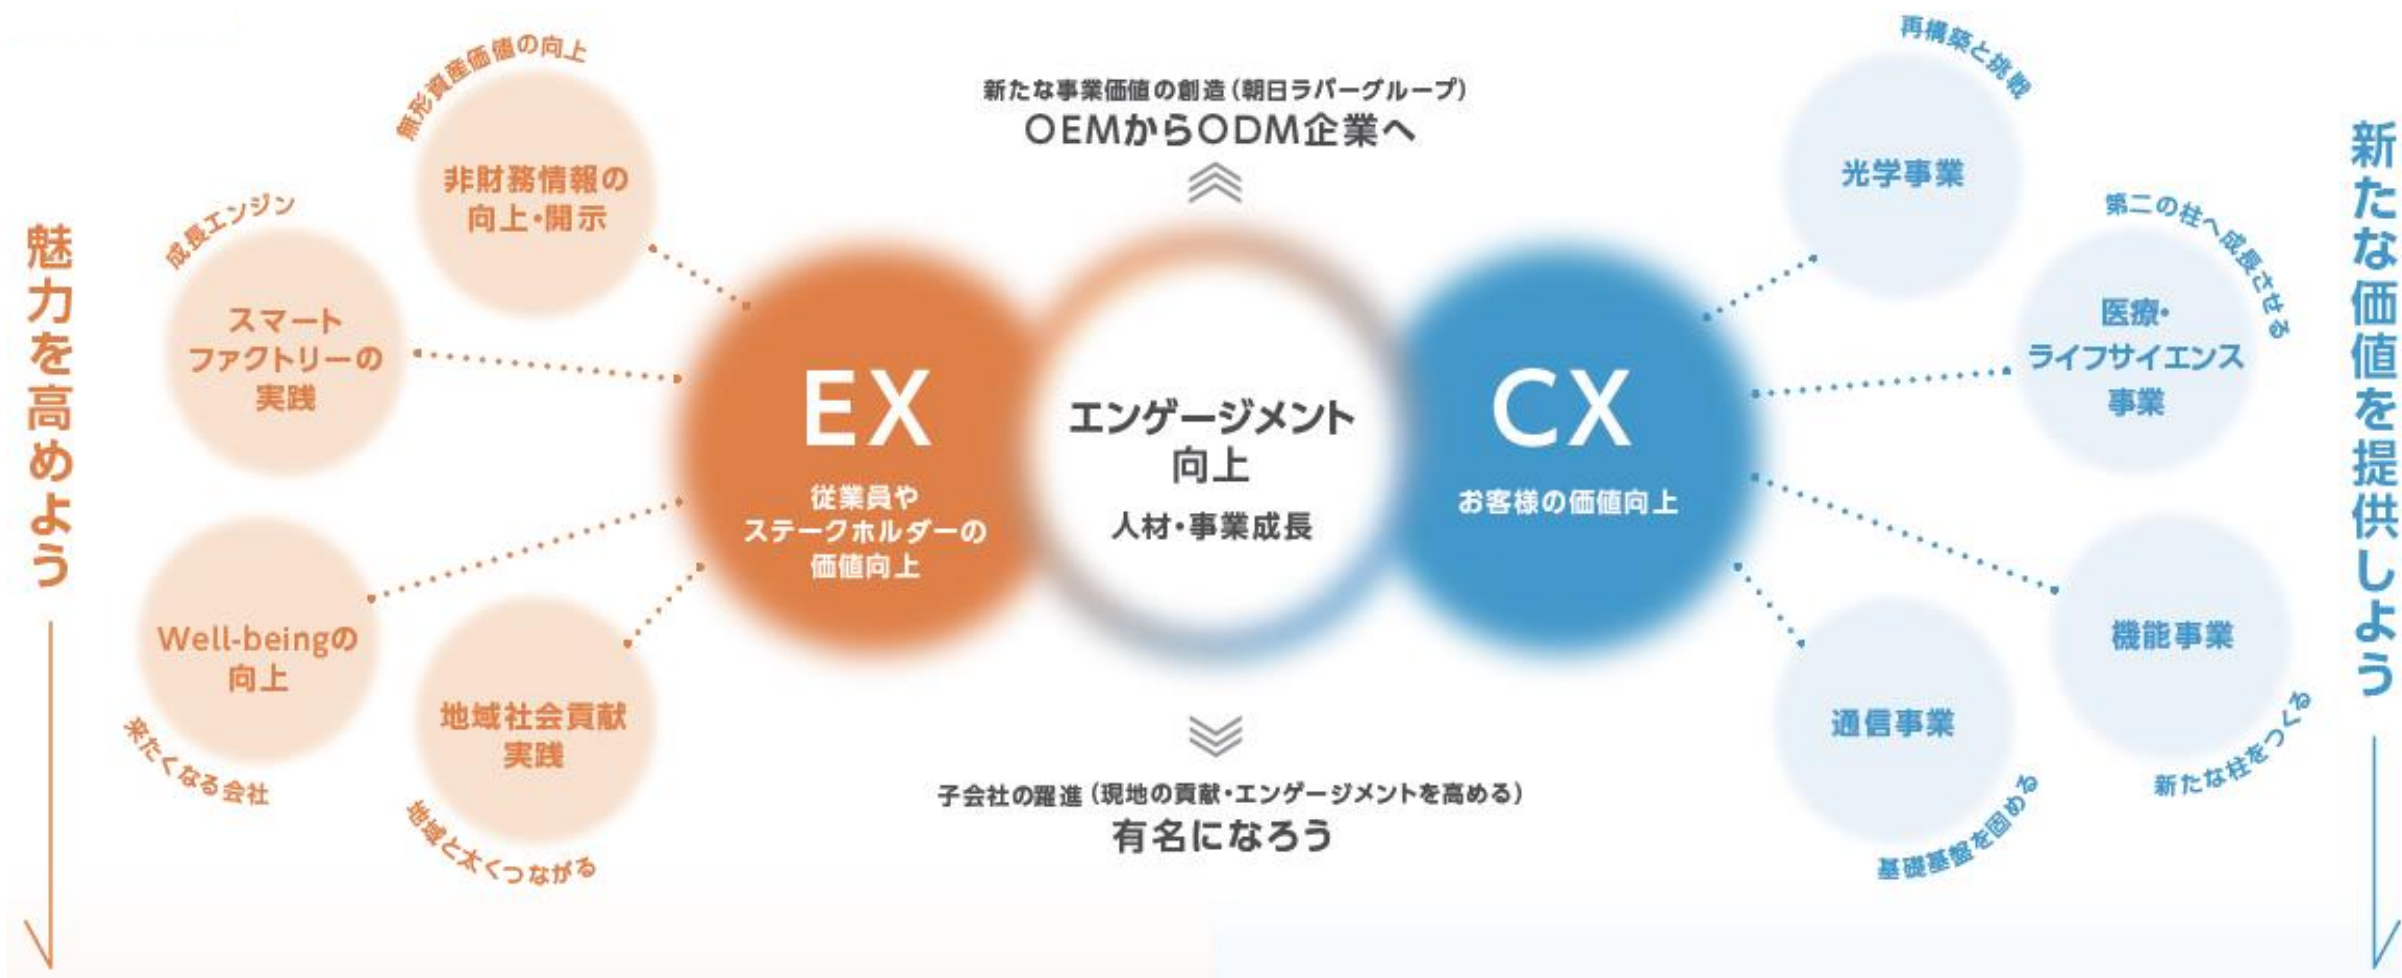 魅力を高めよう
無形資産価値の向上
非財務情報の
向上・開示
成長エンジン
スマート
ファクトリーの
実践
Well-beingの
向上
来たくなる会社
地域社会貢献
実践
地域と太くつながる
新たな事業価値の創造（朝日ラバーグループ）
OEMからODM企業へ
EX
従業員や
ステークホルダーの
価値向上
エンゲージメント
向上
人材・事業成長
CX
お客様の価値向上
子会社の躍進（現地の貢献・エンゲージメントを高める）
有名になろう
再構築と挑戦
光学事業
第二の柱へ成長させる
医療・
ライフサイエンス
事業
機能事業
新たな柱をつくる
通信事業
基礎基盤を固める
新たな価値を提供しよう